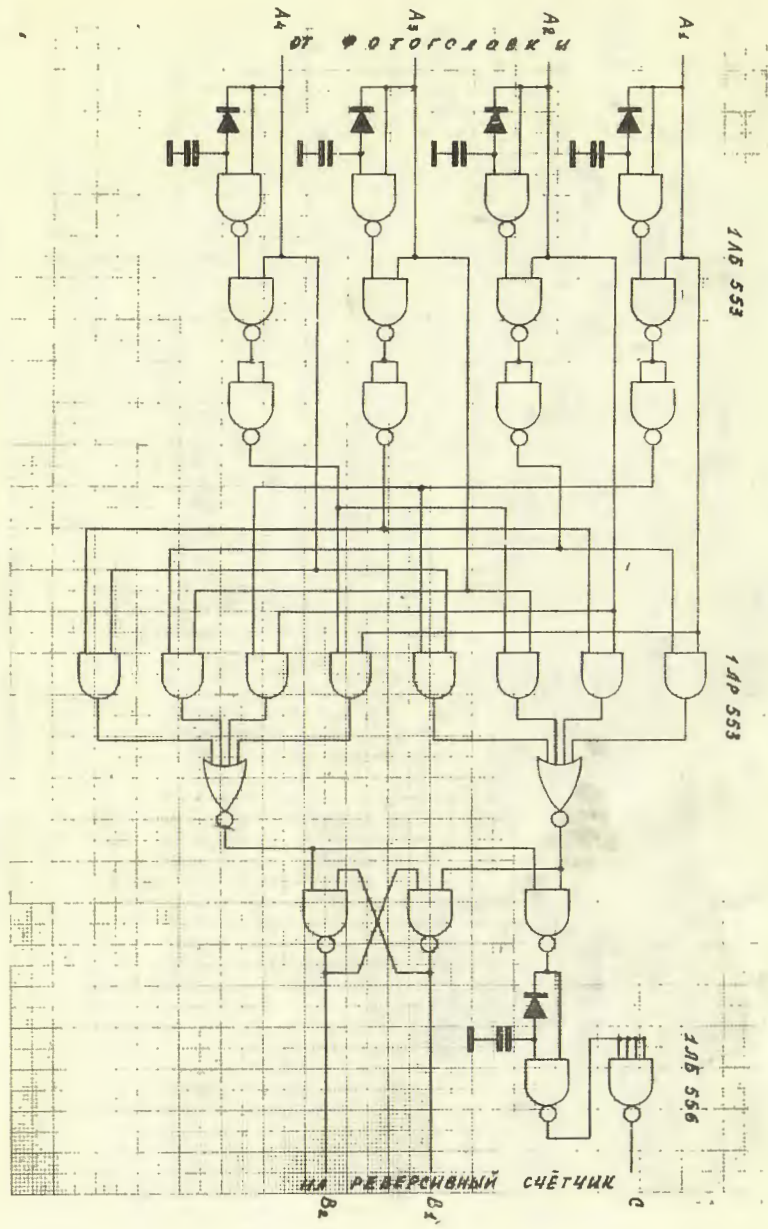 A4 A3 A2 A1
ОТ ФОТОГОЛОВКИ
1ЛБ 553
1ЛР 553
1ЛБ 556
НА РЕВЕРСИВНЫЙ СЧЁТЧИК
B2 B1 C